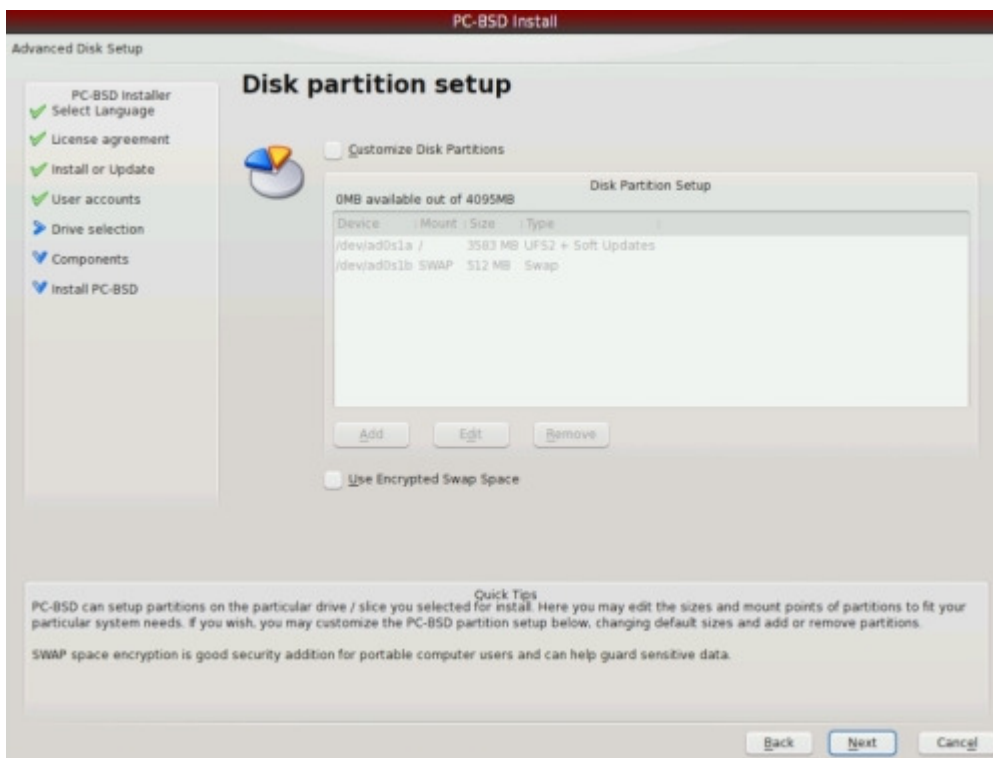 PC-BSD Install
Advanced Disk Setup
PC-BSD Installer
Select Language
License agreement
Install or Update
User accounts
Drive selection
Components
Install PC-BSD
Disk partition setup
Customize Disk Partitions
Disk Partition Setup
0MB available out of 4095MB
Device Mount Size Type
/dev/ad0s1a / 3583 MB UFS2 + Soft Updates
/dev/ad0s1b SWAP 512 MB Swap
Add Edit Remove
Use Encrypted Swap Space
Quick Tips
PC-BSD can setup partitions on the particular drive / slice you selected for install. Here you may edit the sizes and mount points of partitions to fit your
particular system needs. If you wish, you may customize the PC-BSD partition setup below, changing default sizes and add or remove partitions.
SWAP space encryption is good security addition for portable computer users and can help guard sensitive data.
Back Next Cancel